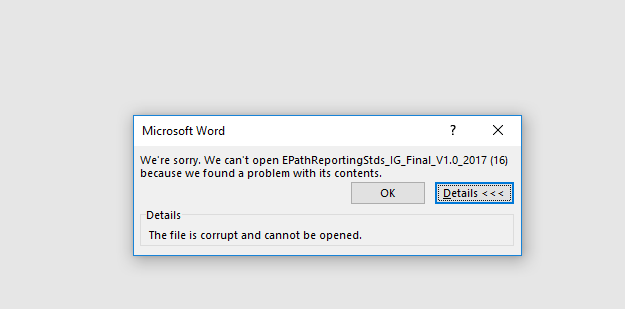 Microsoft Word
?
We're sorry. We can't open EPathReportingStds_IG_Final_V1.0_2017 (16)
because we found a problem with its contents.
OK
Details <<<
Details
The file is corrupt and cannot be opened.